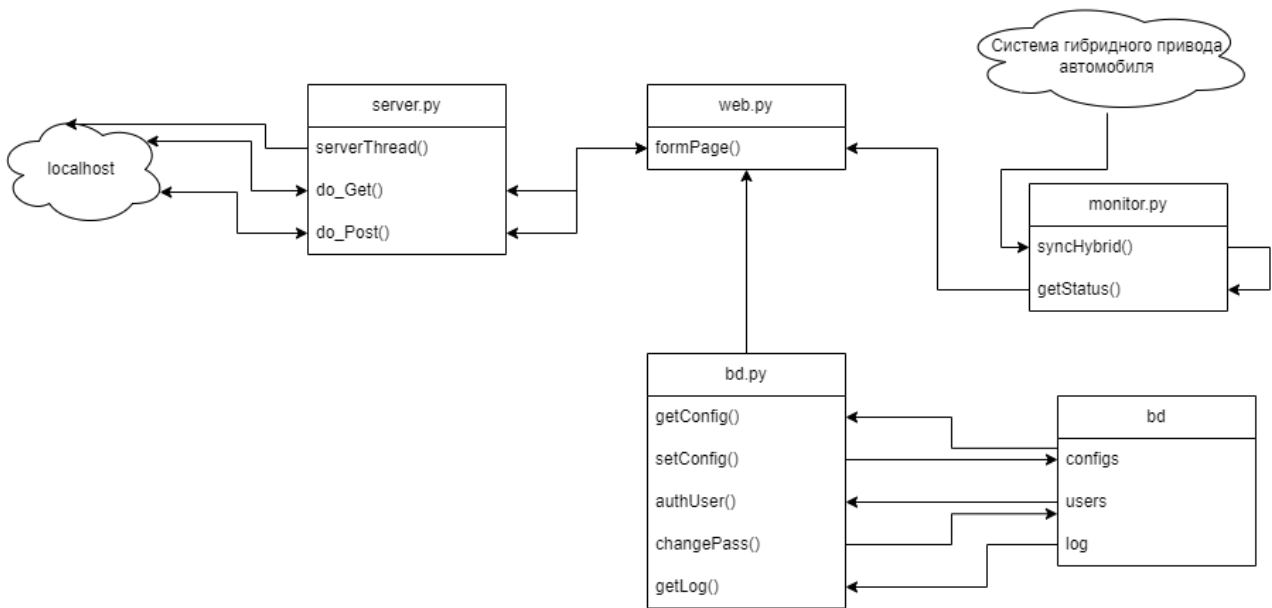 Система гибридного привода
автомобиля
server.py
serverThread()
do_Get()
do_Post()
localhost
web.py
formPage()
monitor.py
syncHybrid()
getStatus()
bd.py
getConfig()
setConfig()
authUser()
changePass()
getLog()
bd
configs
users
log